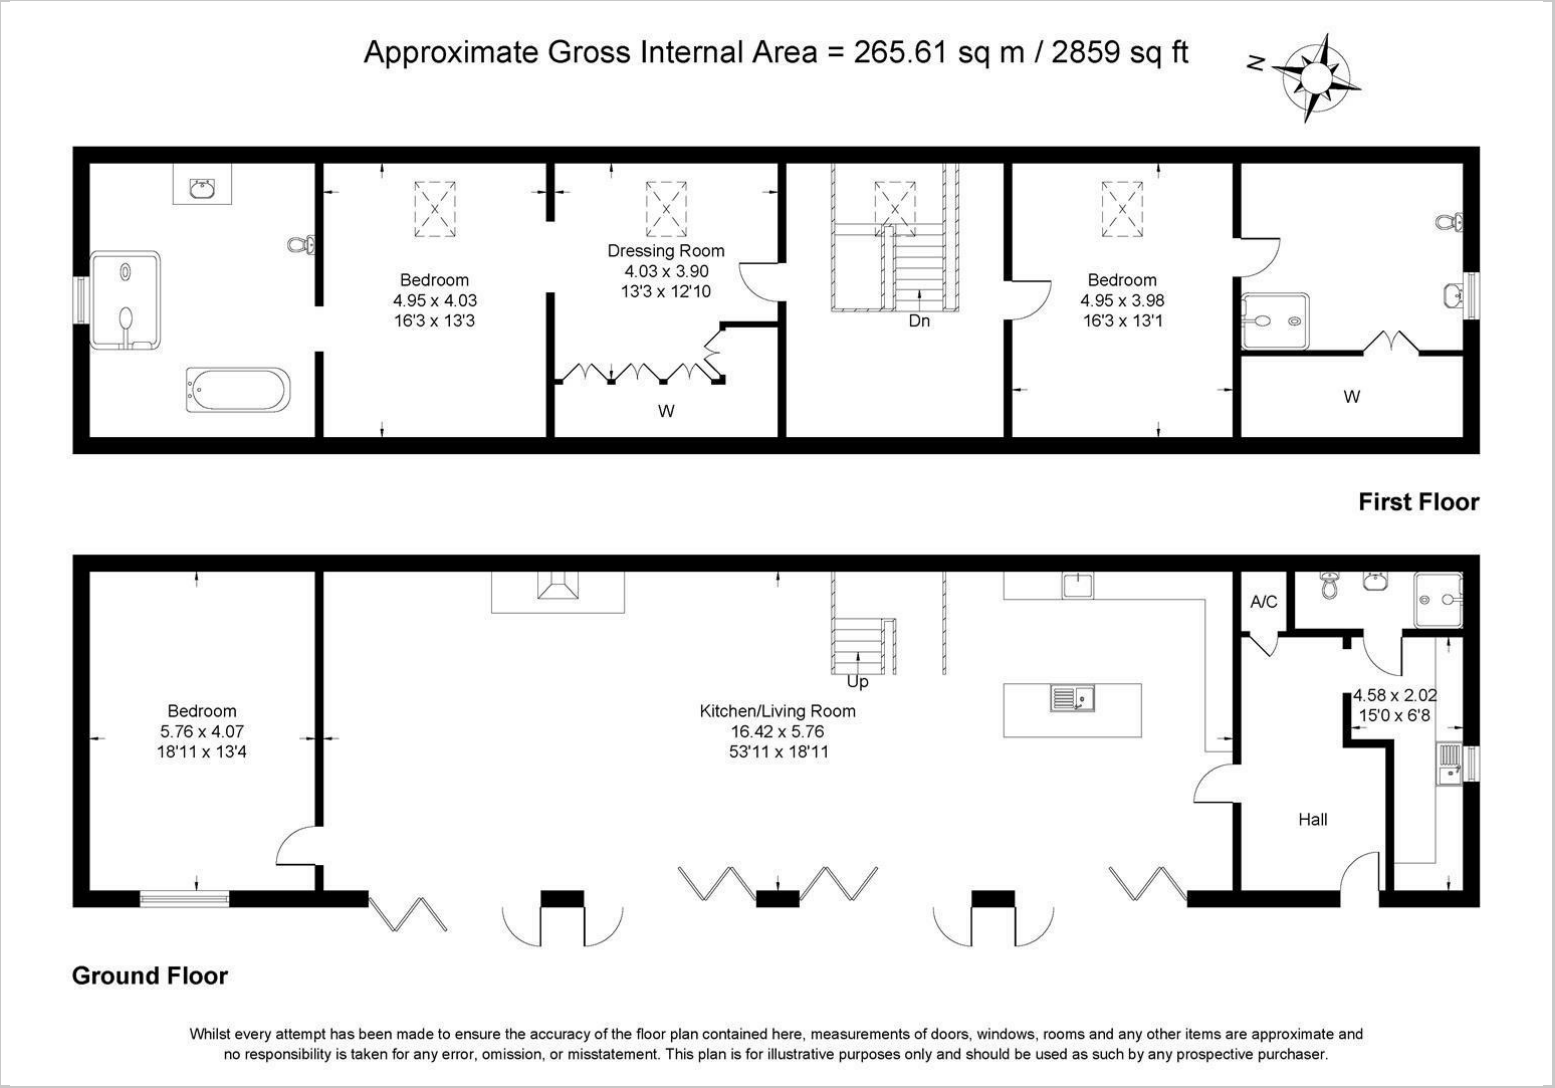 Approximate Gross Internal Area = 265.61 sq m / 2859 sq ft
N
Bedroom
4.95 x 4.03
16'3 x 13'3
Dressing Room
4.03 x 3.90
13'3 x 12'10
W
Dn
Bedroom
4.95 x 3.98
16'3 x 13'1
W
First Floor
Bedroom
5.76 x 4.07
18'11 x 13'4
Kitchen/Living Room
16.42 x 5.76
53'11 x 18'11
Up
A/C
4.58 x 2.02
15'0 x 6'8
Hall
Ground Floor
Whilst every attempt has been made to ensure the accuracy of the floor plan contained here, measurements of doors, windows, rooms and any other items are approximate and
no responsibility is taken for any error, omission, or misstatement. This plan is for illustrative purposes only and should be used as such by any prospective purchaser.